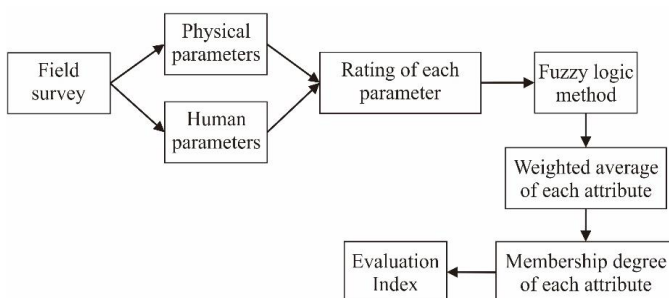 Physical
parameters
Field
survey
Human
parameters
Rating of each
parameter
Fuzzy logic
method
Weighted average
of each attribute
Membership degree
of each attribute
Evaluation
Index